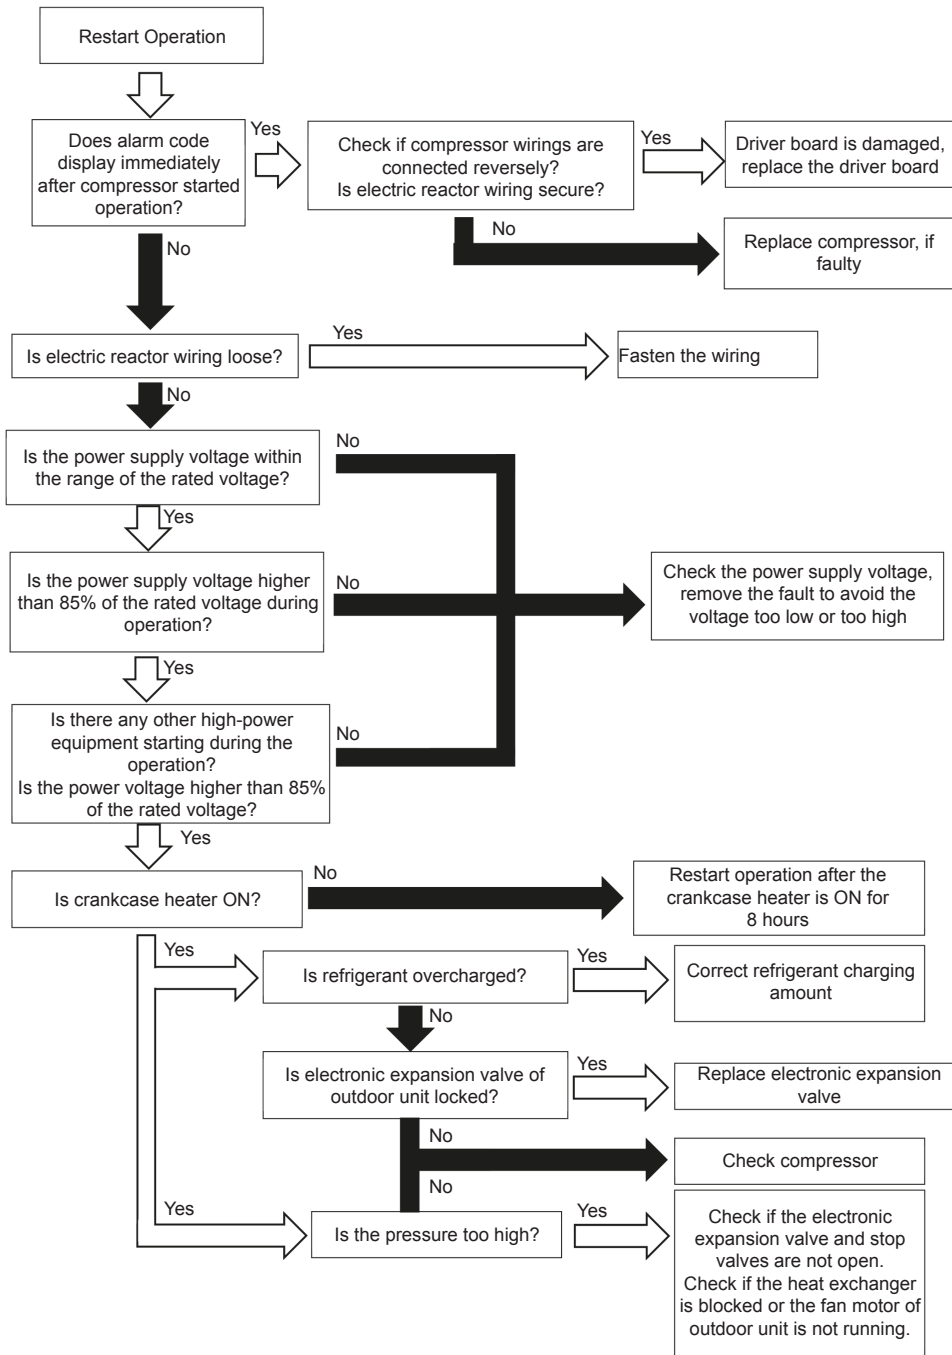 Restart Operation
Does alarm code
display immediately
after compressor started
operation?
Yes
Check if compressor wirings are
connected reversely?
Is electric reactor wiring secure?
Yes
Driver board is damaged,
replace the driver board
No
Replace compressor, if
faulty
No
Is electric reactor wiring loose?
Yes
Fasten the wiring
No
Is the power supply voltage within
the range of the rated voltage?
No
Yes
Is the power supply voltage higher
than 85% of the rated voltage during
operation?
No
Check the power supply voltage,
remove the fault to avoid the
voltage too low or too high
Yes
Is there any other high-power
equipment starting during the
operation?
Is the power voltage higher than 85%
of the rated voltage?
No
Yes
Is crankcase heater ON?
No
Restart operation after the
crankcase heater is ON for
8 hours
Yes
Is refrigerant overcharged?
Yes
Correct refrigerant charging
amount
No
Is electronic expansion valve of
outdoor unit locked?
Yes
Replace electronic expansion
valve
No
Check compressor
No
Yes
Is the pressure too high?
Yes
Check if the electronic
expansion valve and stop
valves are not open.
Check if the heat exchanger
is blocked or the fan motor of
outdoor unit is not running.